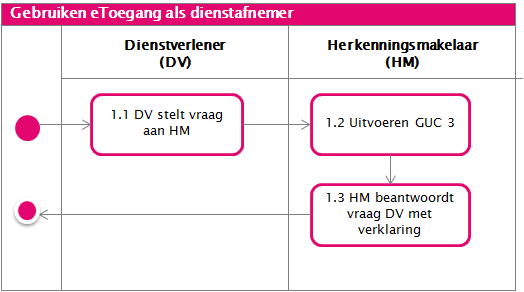 Gebruiken eToegang als dienstafnemer
Dienstverlener
(DV)
Herkenningsmakelaar
(HM)
1.1 DV stelt vraag
aan HM
1.2 Uitvoeren GUC 3
1.3 HM beantwoordt
vraag DV met
verklaring